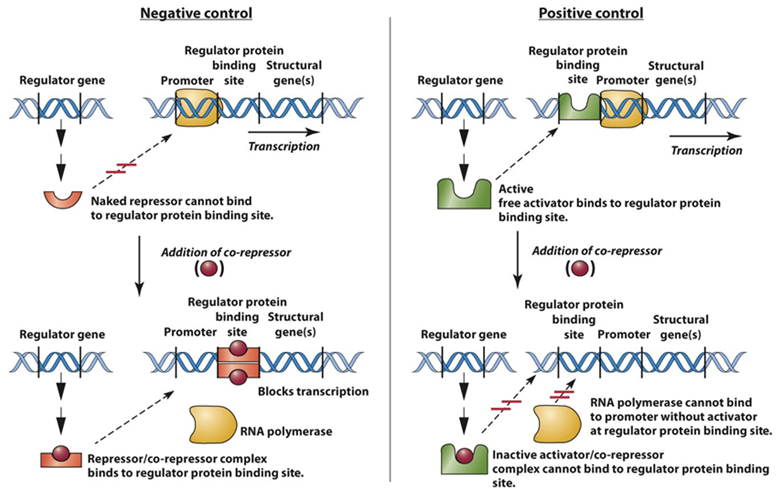 Negative control
Regulator protein
binding
site
Structural
gene(s)
Regulator gene
Promoter
Transcription
Naked repressor cannot bind
to regulator protein binding site.
Addition of co-repressor
( )
Regulator protein
binding
site
Structural
gene(s)
Regulator gene
Promoter
Blocks transcription
RNA polymerase
Repressor/co-repressor complex
binds to regulator protein binding site.
Positive control
Regulator protein
binding
site
Promoter
Structural
gene(s)
Regulator gene
Transcription
Active
free activator binds to regulator protein
binding site.
Addition of co-repressor
( )
Regulator protein
binding
site
Promoter
Structural
gene(s)
Regulator gene
RNA polymerase cannot bind
to promoter without activator
at regulator protein binding site.
Inactive activator/co-repressor
complex cannot bind to regulator protein binding
site.